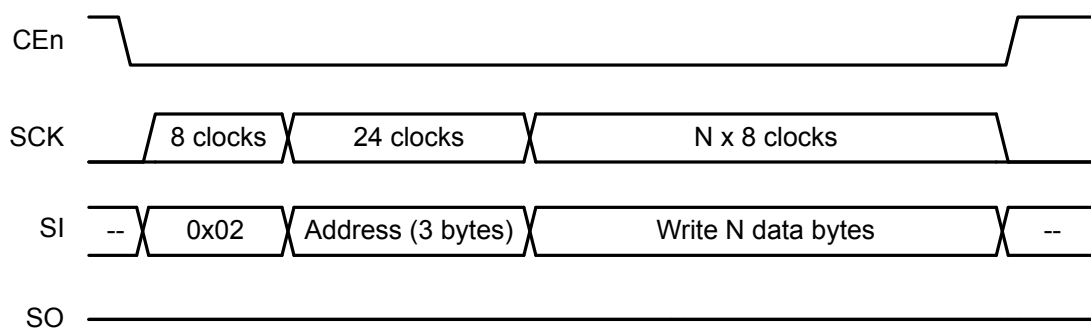 CEn
SCK 8 clocks 24 clocks N x 8 clocks
SI -- 0x02 Address (3 bytes) Write N data bytes --
SO